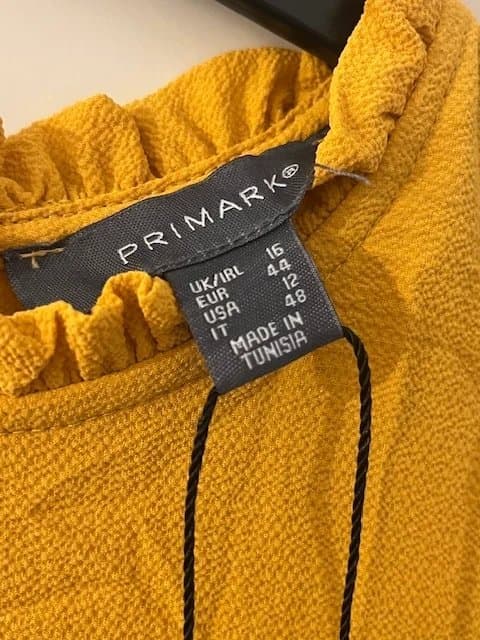 PRIMARK®
UK/IRL 16
EUR 44
USA 12
IT 48
MADE IN
TUNISIA